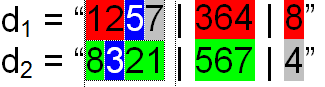 d₁ = “1257 | 364 | 8”
d₂ = “8321 | 567 | 4”